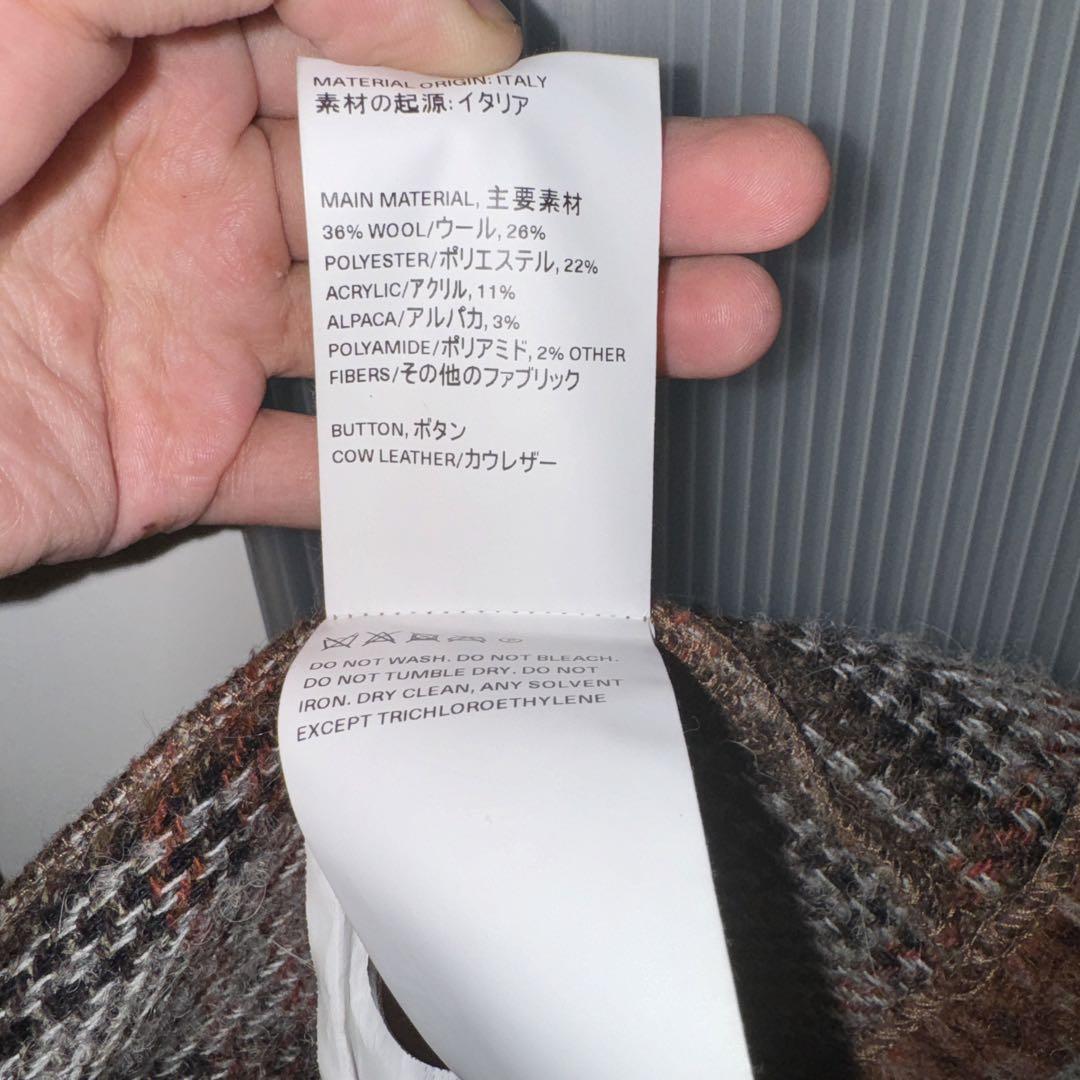 MATERIAL ORIGIN: ITALY
素材の起源:イタリア
MAIN MATERIAL, 主要素材
36% WOOL/ウール, 26%
POLYESTER/ポリエステル, 22%
ACRYLIC/アクリル, 11%
ALPACA/アルパカ, 3%
POLYAMIDE/ポリアミド, 2% OTHER
FIBERS/その他のファブリック
BUTTON, ボタン
COW LEATHER/カウレザー
DO NOT WASH. DO NOT BLEACH.
DO NOT TUMBLE DRY. DO NOT
IRON. DRY CLEAN, ANY SOLVENT
EXCEPT TRICHLOROETHYLENE